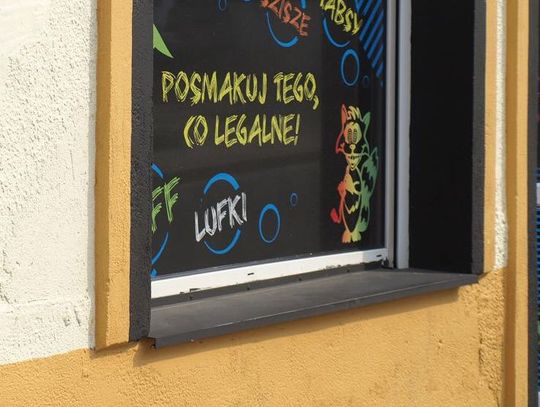 POSMAKUJ TEGO,
CO LEGALNE!
LUFKI